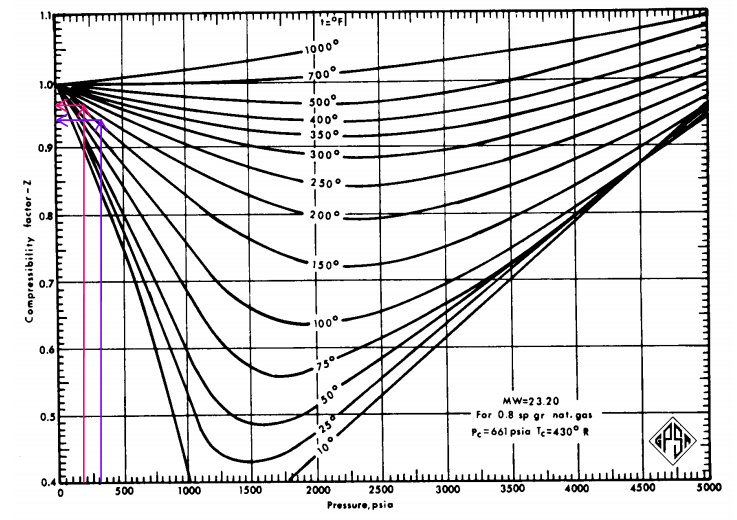 1.1
t=°F
1000°
700°
1.0
500°
400°
350°
300°
0.9
250°
200°
0.8
150°
0.7
100°
75°
0.6
50°
25°
10°
0.5
0.4
Compressibility factor-Z
MW=23.20
For 0.8 sp gr nat.gas
Pc=661 psia Tc=430° R
GPSA
0 500 1000 1500 2000 2500 3000 3500 4000 4500 5000
Pressure, psia